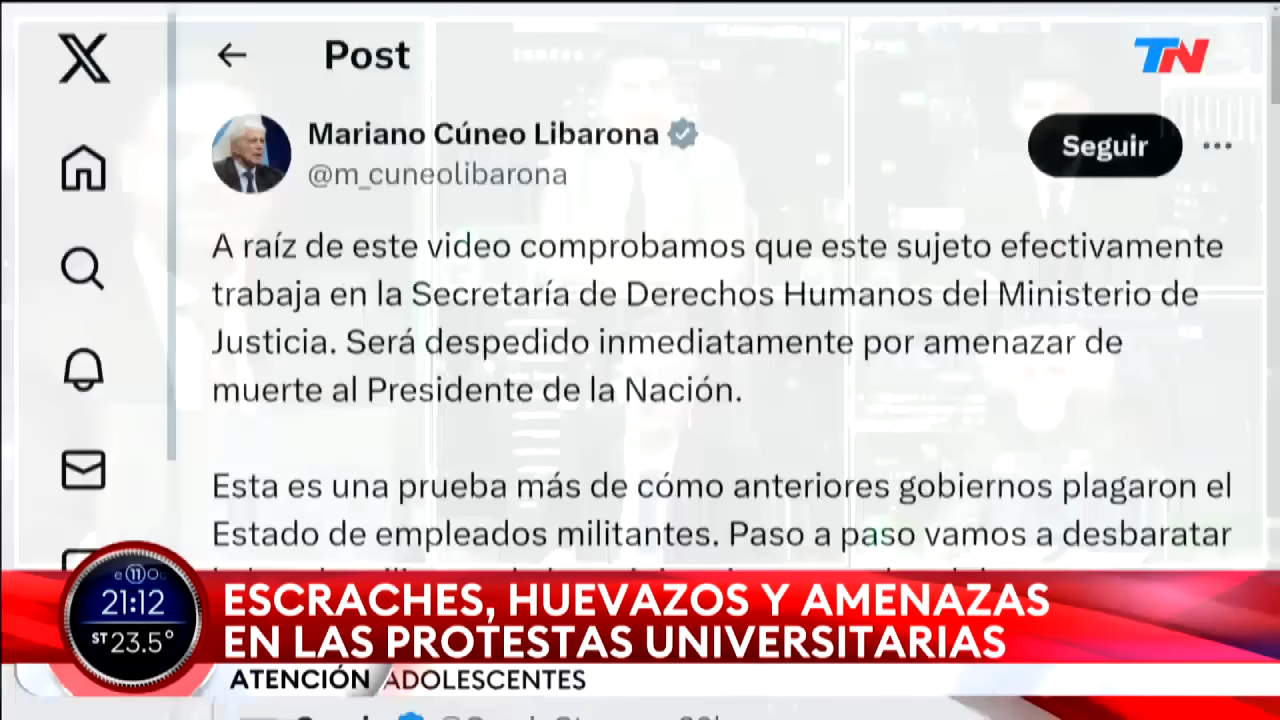 Post
TN
Mariano Cúneo Libarona
Seguir
@m_cuneolibarona
A raíz de este video comprobamos que este sujeto efectivamente
trabaja en la Secretaría de Derechos Humanos del Ministerio de
Justicia. Será despedido inmediatamente por amenazar de
muerte al Presidente de la Nación.
Esta es una prueba más de cómo anteriores gobiernos plagaron el
Estado de empleados militantes. Paso a paso vamos a desbaratar
21:12
ST 23.5°
ESCRACHES, HUEVAZOS Y AMENAZAS
EN LAS PROTESTAS UNIVERSITARIAS
ATENCIÓN ADOLESCENTES